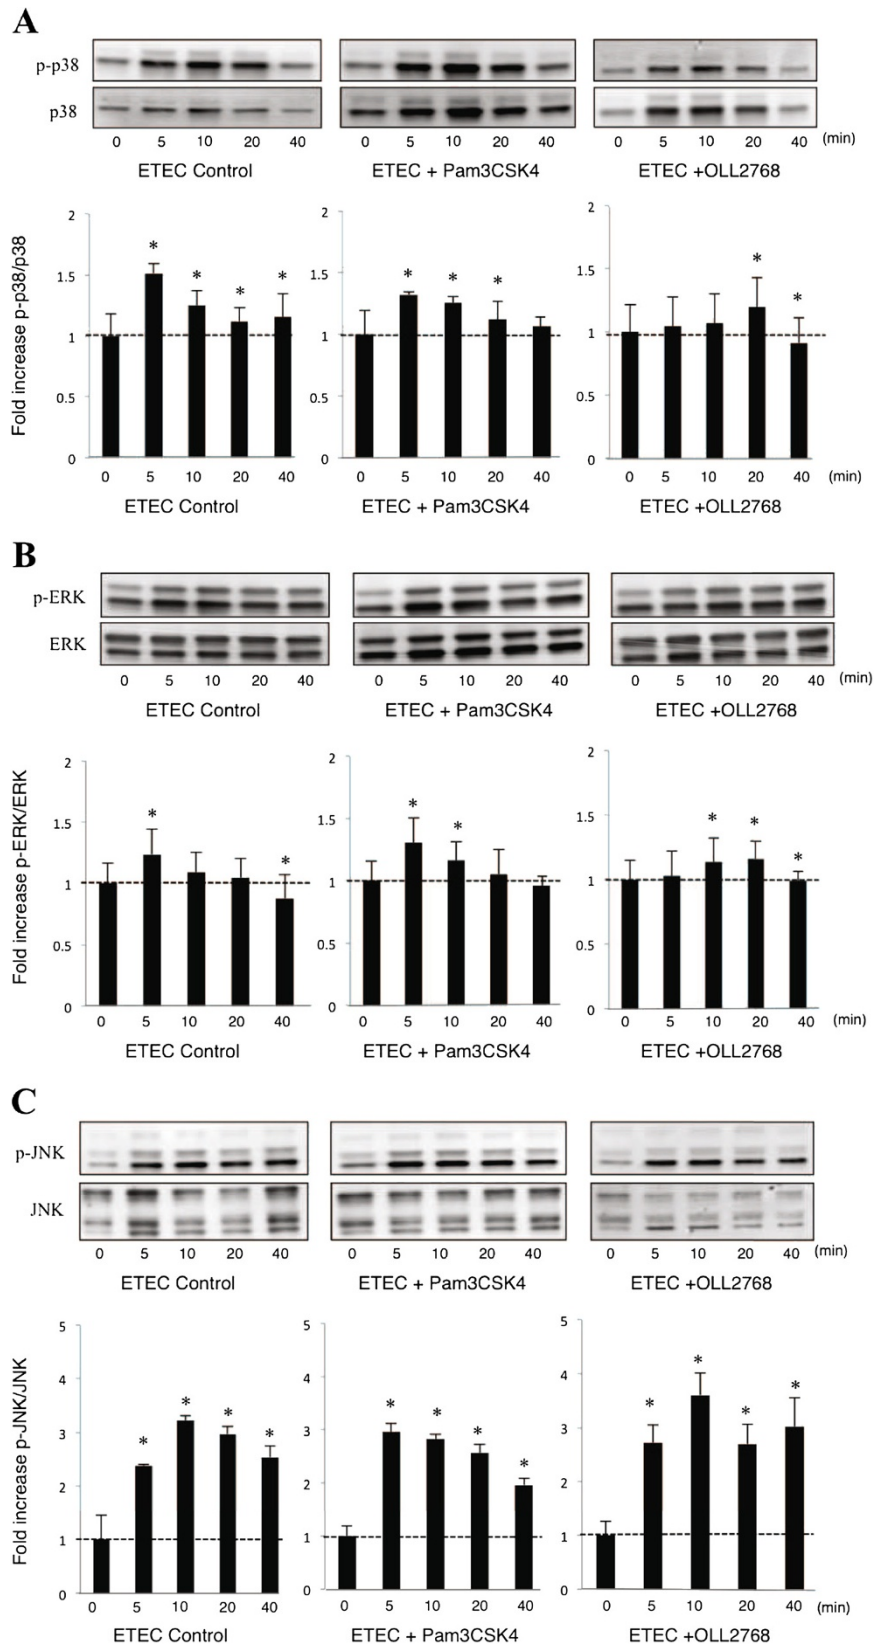 A
p-p38
p38
0 5 10 20 40 0 5 10 20 40 0 5 10 20 40 (min)
ETEC Control ETEC + Pam3CSK4 ETEC +OLL2768
Fold increase p-p38/p38
2 2 2
1.5 1.5 1.5
1 1 1
0.5 0.5 0.5
0 0 0
* * * * * * * * *
0 5 10 20 40 0 5 10 20 40 0 5 10 20 40 (min)
ETEC Control ETEC + Pam3CSK4 ETEC +OLL2768
B
p-ERK
ERK
0 5 10 20 40 0 5 10 20 40 0 5 10 20 40 (min)
ETEC Control ETEC + Pam3CSK4 ETEC +OLL2768
Fold increase p-ERK/ERK
2 2 2
1.5 1.5 1.5
1 1 1
0.5 0.5 0.5
0 0 0
* * * * * * *
0 5 10 20 40 0 5 10 20 40 0 5 10 20 40 (min)
ETEC Control ETEC + Pam3CSK4 ETEC +OLL2768
C
p-JNK
JNK
0 5 10 20 40 0 5 10 20 40 0 5 10 20 40 (min)
ETEC Control ETEC + Pam3CSK4 ETEC +OLL2768
Fold increase p-JNK/JNK
5 5 5
4 4 4
3 3 3
2 2 2
1 1 1
0 0 0
* * * * * * * * * * * *
0 5 10 20 40 0 5 10 20 40 0 5 10 20 40 (min)
ETEC Control ETEC + Pam3CSK4 ETEC +OLL2768